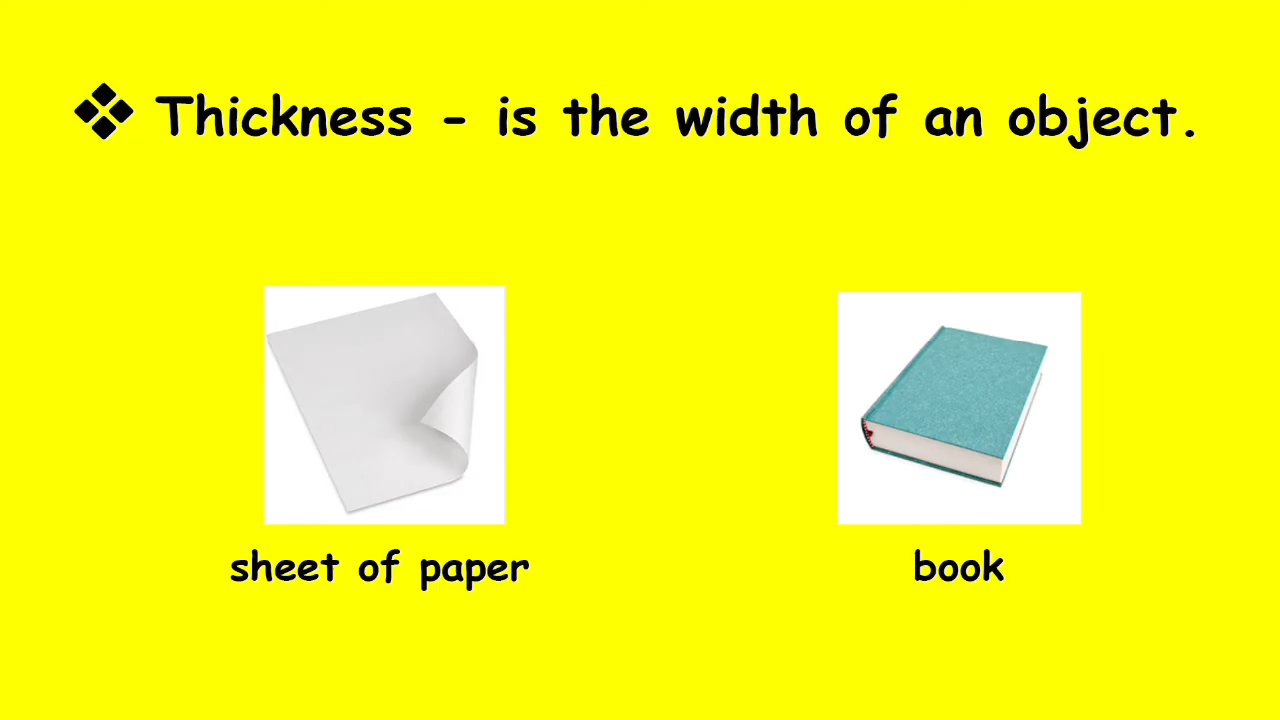 ❖ Thickness - is the width of an object.
sheet of paper
book